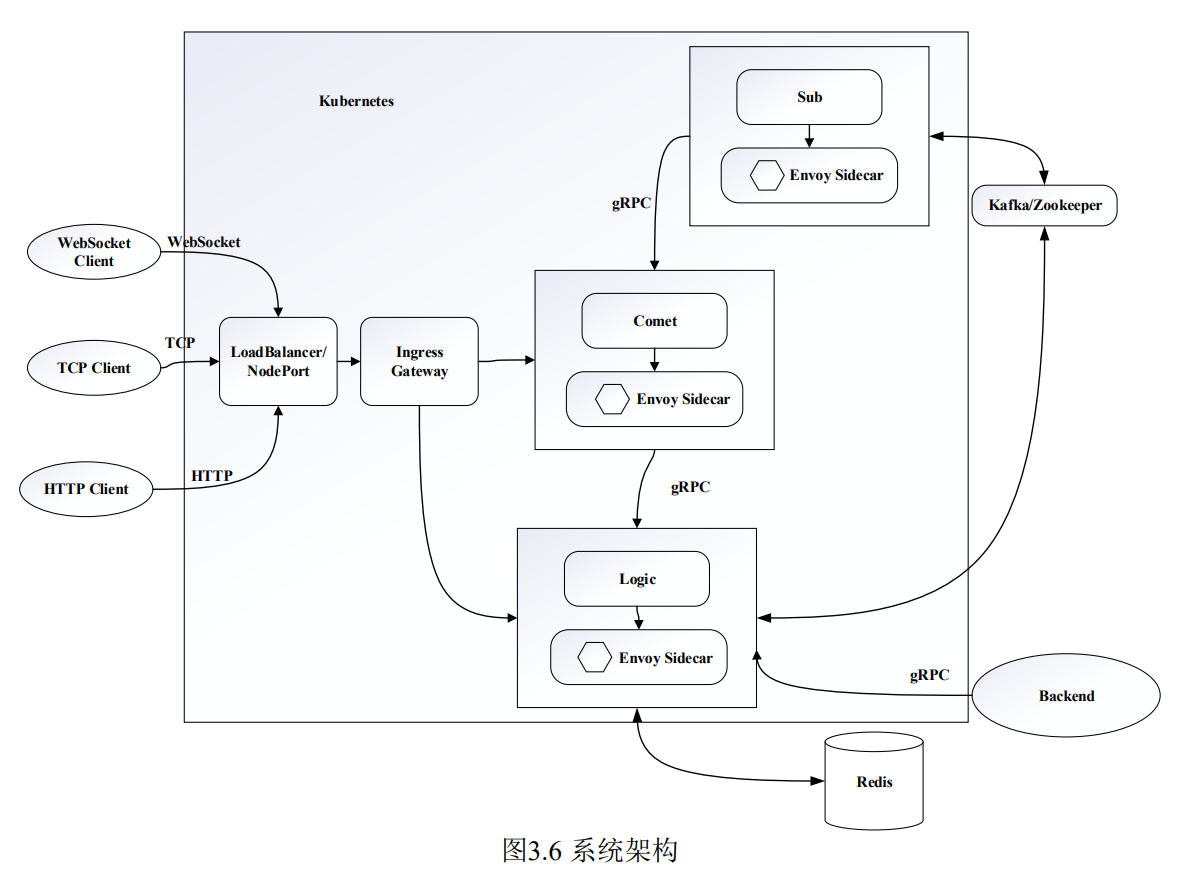 Kubernetes
Sub
Envoy Sidecar
gRPC
Kafka/Zookeeper
WebSocket
Client
WebSocket
TCP
TCP Client
LoadBalancer/
NodePort
Ingress
Gateway
Comet
Envoy Sidecar
HTTP
HTTP Client
gRPC
Logic
Envoy Sidecar
gRPC
Backend
Redis
图3.6 系统架构